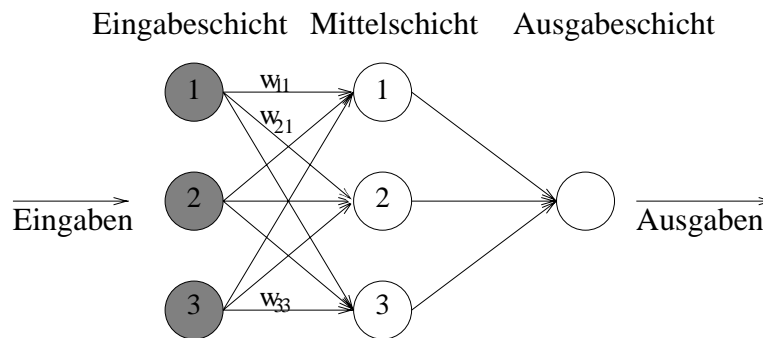 Eingabeschicht Mittelschicht Ausgabeschicht
1 w11 1
w21
2 2
Eingaben Ausgaben
3 w33 3